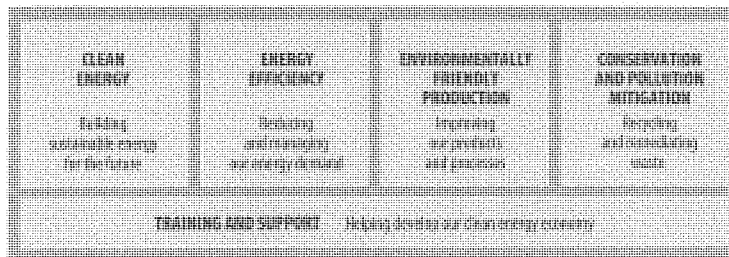 CLEAN
ENERGY
Building
sustainable energy
for the future
ENERGY
EFFICIENCY
Reducing
and managing
our energy demand
ENVIRONMENTALLY
FRIENDLY
PRODUCTION
Improving
our products
and processes
CONSERVATION
AND POLLUTION
MITIGATION
Recycling
and remediating
waste
TRAINING AND SUPPORT Helping develop our clean energy economy